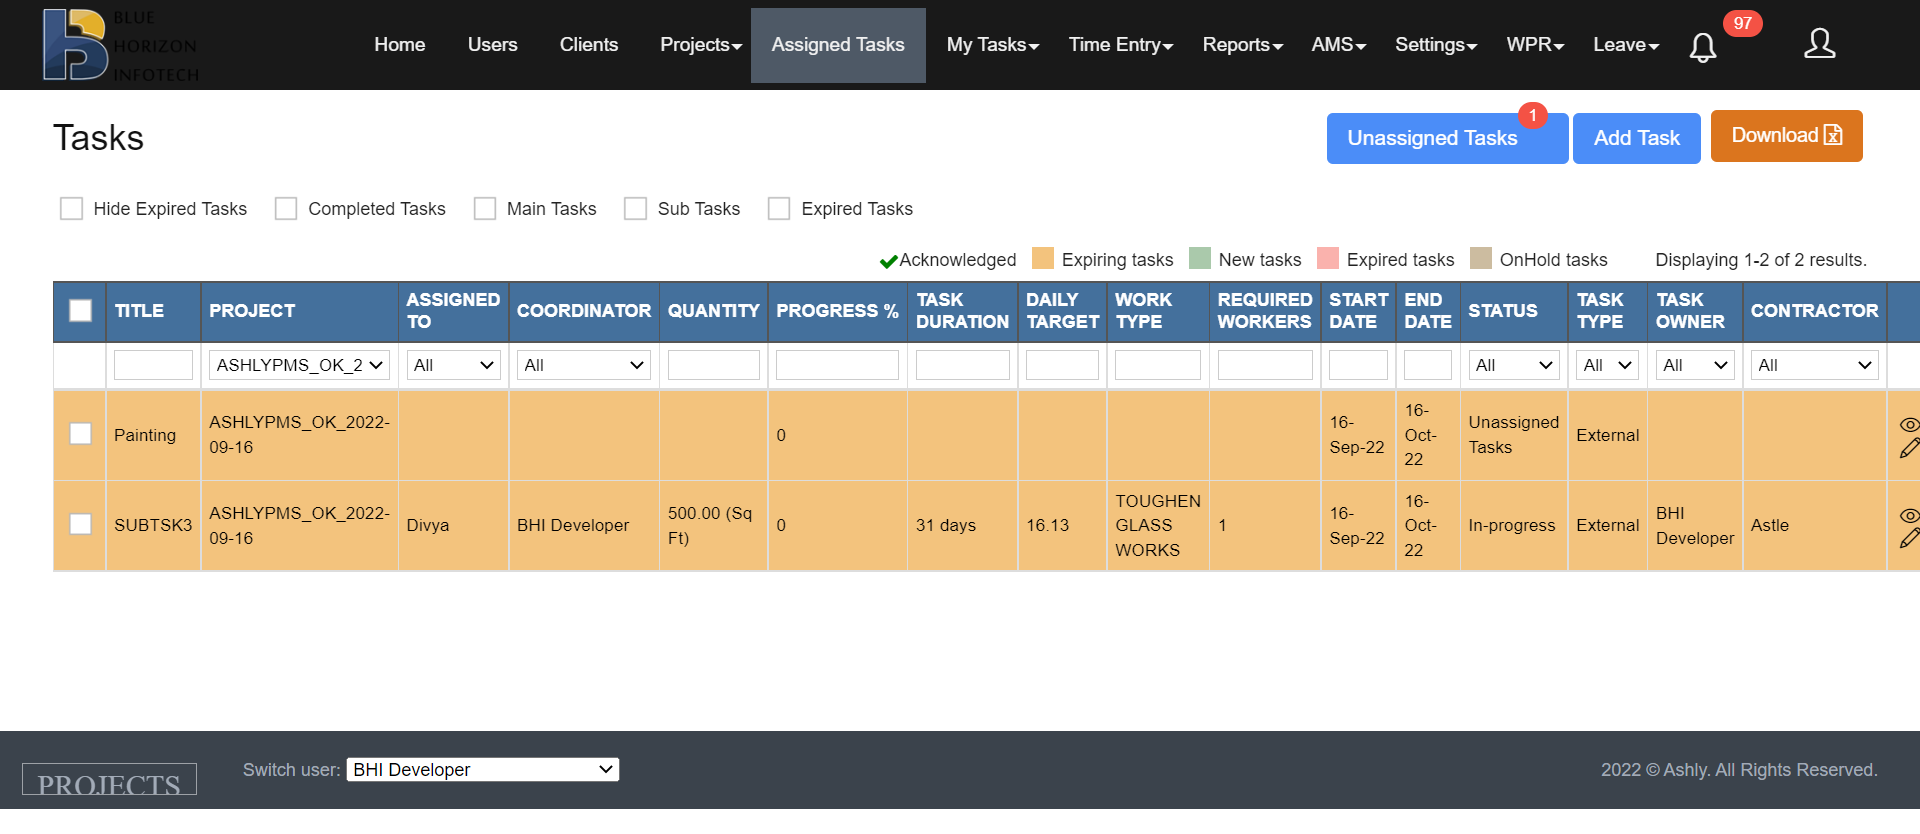 BLUE
HORIZON
INFOTECH
Home Users Clients Projects Assigned Tasks My Tasks Time Entry Reports AMS Settings WPR Leave 97
Tasks
Unassigned Tasks 1 Add Task Download
Hide Expired Tasks Completed Tasks Main Tasks Sub Tasks Expired Tasks
Acknowledged Expiring tasks New tasks Expired tasks OnHold tasks Displaying 1-2 of 2 results.
TITLE PROJECT ASSIGNED TO COORDINATOR QUANTITY PROGRESS % TASK DURATION DAILY TARGET WORK TYPE REQUIRED WORKERS START DATE END DATE STATUS TASK TYPE TASK OWNER CONTRACTOR
ASHLYPMS_OK_2 All All All All All All
Painting ASHLYPMS_OK_2022-09-16 0 16-Sep-22 16-Oct-22 Unassigned Tasks External
SUBTSK3 ASHLYPMS_OK_2022-09-16 Divya BHI Developer 500.00 (Sq Ft) 0 31 days 16.13 TOUGHEN GLASS WORKS 1 16-Sep-22 16-Oct-22 In-progress External BHI Developer Astle
PROJECTS Switch user: BHI Developer 2022 © Ashly. All Rights Reserved.